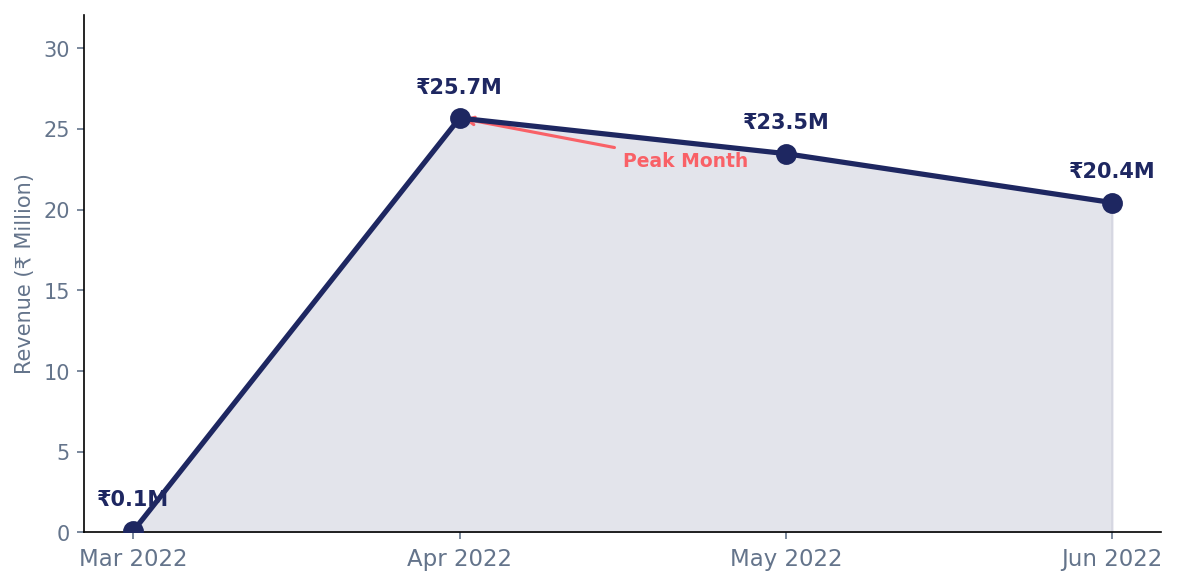 30
25
20
15
10
5
0
Revenue (₹ Million)
₹0.1M
₹25.7M
₹23.5M
₹20.4M
Peak Month
Mar 2022
Apr 2022
May 2022
Jun 2022